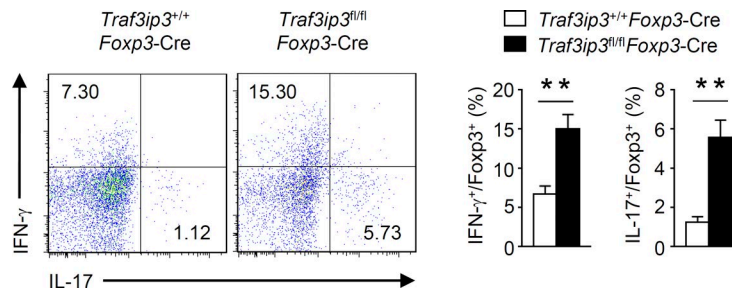 Traf3ip3+/+
Foxp3-Cre
Traf3ip3fl/fl
Foxp3-Cre
7.30
1.12
15.30
5.73
IFN-γ
IL-17
Traf3ip3+/+Foxp3-Cre
Traf3ip3fl/flFoxp3-Cre
IFN-γ+/Foxp3+ (%)
20
15
10
5
0
**
IL-17+/Foxp3+ (%)
8
6
4
2
0
**